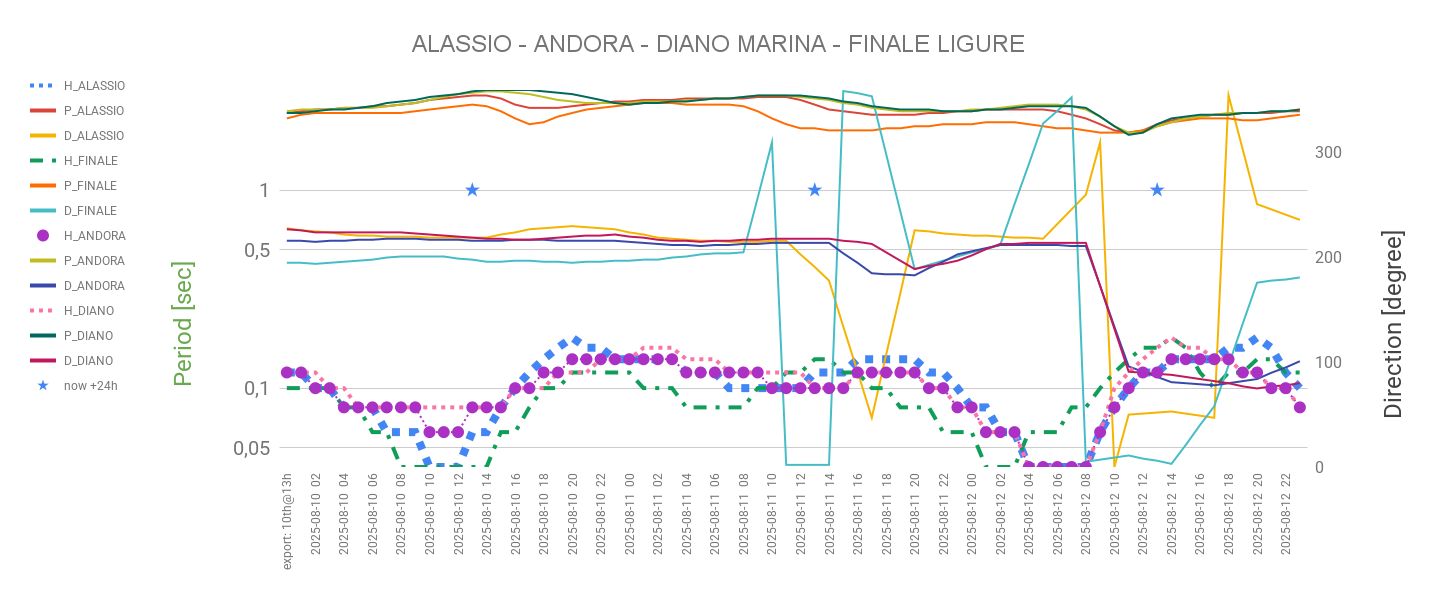 ALASSIO - ANDORA - DIANO MARINA - FINALE LIGURE
H_ALASSIO
P_ALASSIO
D_ALASSIO
H_FINALE
P_FINALE
D_FINALE
H_ANDORA
P_ANDORA
D_ANDORA
H_DIANO
P_DIANO
D_DIANO
now +24h
Period [sec]
1
0,5
0,1
0,05
300
200
100
0
Direction [degree]
export: 10th@13h
2025-08-10 02
2025-08-10 04
2025-08-10 06
2025-08-10 08
2025-08-10 10
2025-08-10 12
2025-08-10 14
2025-08-10 16
2025-08-10 18
2025-08-10 20
2025-08-10 22
2025-08-11 00
2025-08-11 02
2025-08-11 04
2025-08-11 06
2025-08-11 08
2025-08-11 10
2025-08-11 12
2025-08-11 14
2025-08-11 16
2025-08-11 18
2025-08-11 20
2025-08-11 22
2025-08-12 00
2025-08-12 02
2025-08-12 04
2025-08-12 06
2025-08-12 08
2025-08-12 10
2025-08-12 12
2025-08-12 14
2025-08-12 16
2025-08-12 18
2025-08-12 20
2025-08-12 22